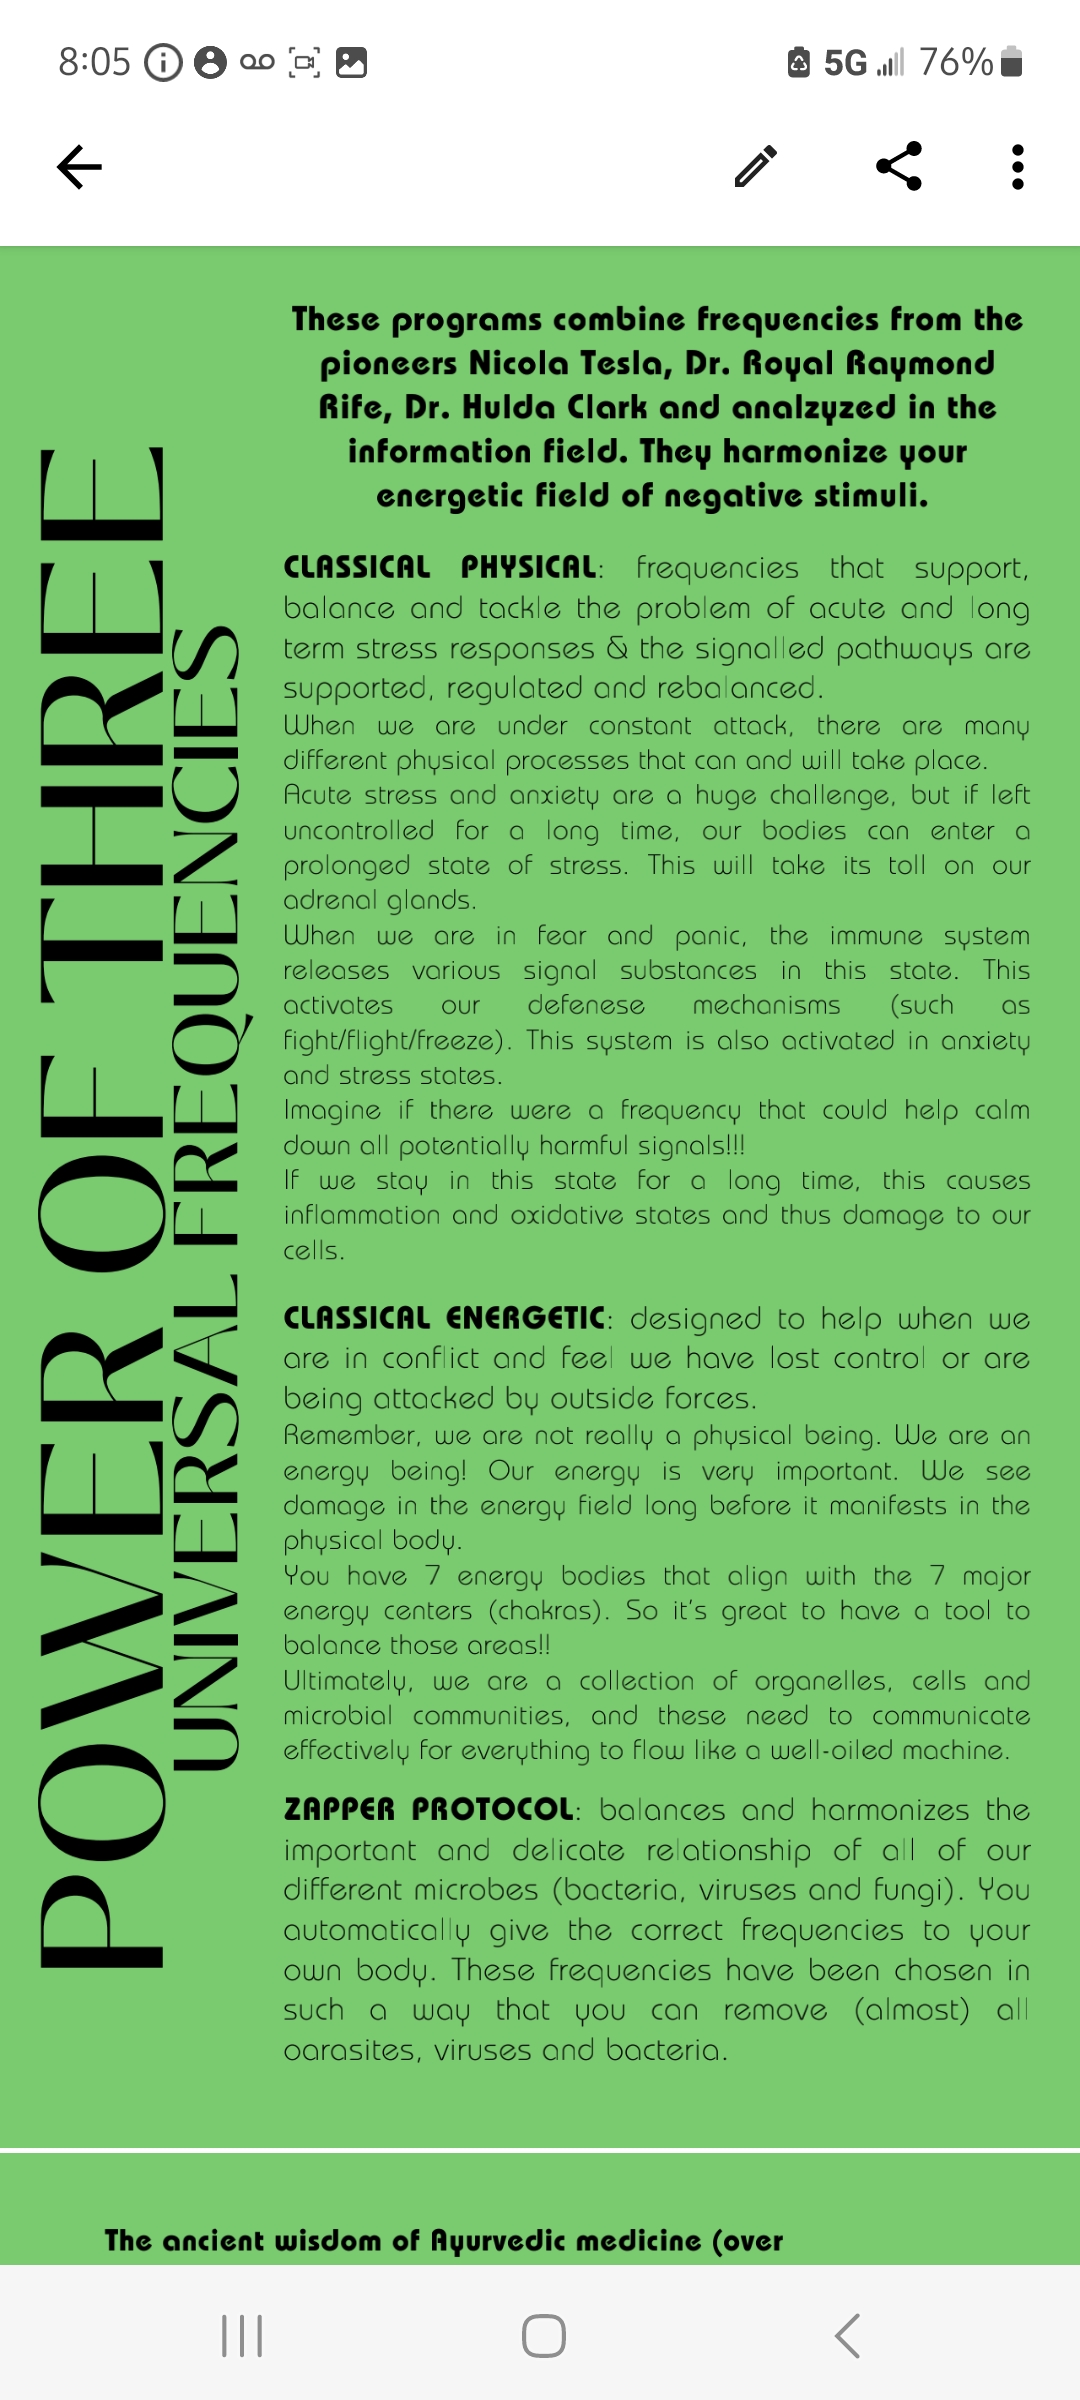 8:05
5G
76%
POWER OF THREE
UNIVERSAL FREQUENCIES
These programs combine frequencies from the
pioneers Nicola Tesla, Dr. Royal Raymond
Rife, Dr. Hulda Clark and analzyzed in the
information field. They harmonize your
energetic field of negative stimuli.
CLASSICAL PHYSICAL: frequencies that support,
balance and tackle the problem of acute and long
term stress responses & the signalled pathways are
supported, regulated and rebalanced.
When we are under constant attack, there are many
different physical processes that can and will take place.
Acute stress and anxiety are a huge challenge, but if left
uncontrolled for a long time, our bodies can enter a
prolonged state of stress. This will take its toll on our
adrenal glands.
When we are in fear and panic, the immune system
releases various signal substances in this state. This
activates our defenese mechanisms (such as
fight/flight/freeze). This system is also activated in anxiety
and stress states.
Imagine if there were a frequency that could help calm
down all potentially harmful signals!!!
If we stay in this state for a long time, this causes
inflammation and oxidative states and thus damage to our
cells.
CLASSICAL ENERGETIC: designed to help when we
are in conflict and feel we have lost control or are
being attacked by outside forces.
Remember, we are not really a physical being. We are an
energy being! Our energy is very important. We see
damage in the energy field long before it manifests in the
physical body.
You have 7 energy bodies that align with the 7 major
energy centers (chakras). So it's great to have a tool to
balance those areas!!
Ultimately, we are a collection of organelles, cells and
microbial communities, and these need to communicate
effectively for everything to flow like a well-oiled machine.
ZAPPER PROTOCOL: balances and harmonizes the
important and delicate relationship of all of our
different microbes (bacteria, viruses and fungi). You
automatically give the correct frequencies to your
own body. These frequencies have been chosen in
such a way that you can remove (almost) all
parasites, viruses and bacteria.
The ancient wisdom of Ayurvedic medicine (over